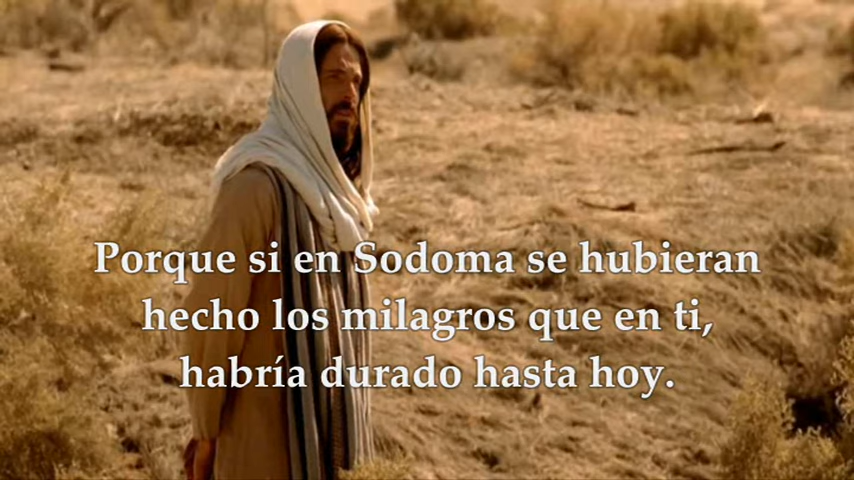 Porque si en Sodoma se hubieran
hecho los milagros que en ti,
habría durado hasta hoy.